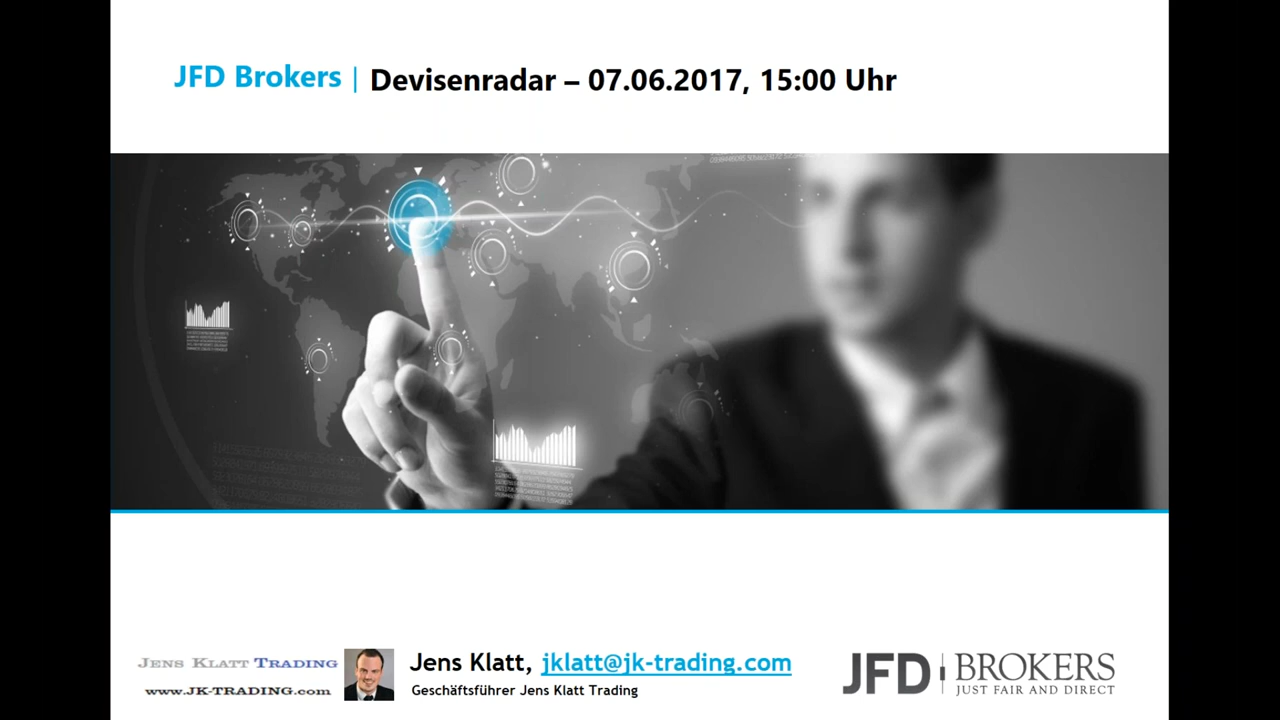 JFD Brokers | Devisenradar – 07.06.2017, 15:00 Uhr
JENS KLATT TRADING
www.JK-TRADING.com
Jens Klatt, jklatt@jk-trading.com
Geschäftsführer Jens Klatt Trading
JFD BROKERS
JUST FAIR AND DIRECT